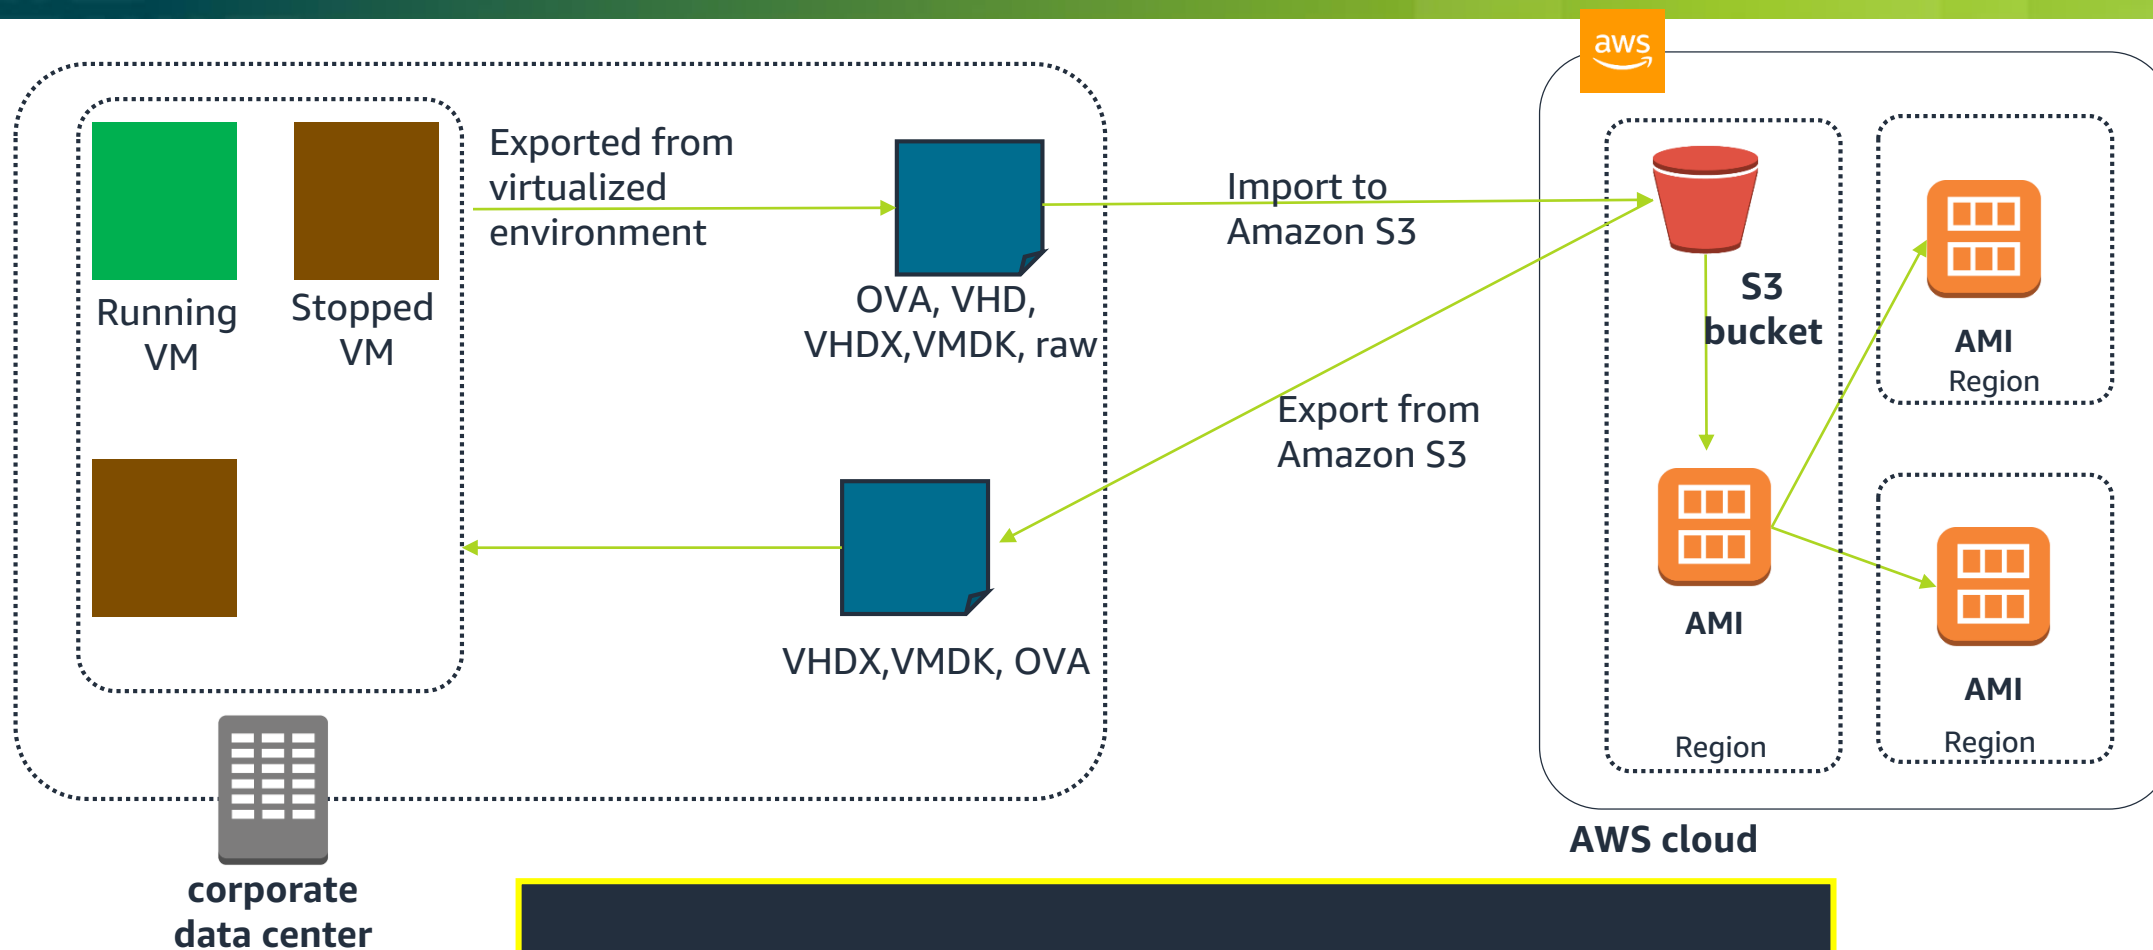 aws
Exported from
virtualized
environment
Running
VM
Stopped
VM
OVA, VHD,
VHDX,VMDK, raw
Import to
Amazon S3
S3
bucket
AMI
Region
Export from
Amazon S3
AMI
Region
AMI
Region
VHDX,VMDK, OVA
AWS cloud
corporate
data center